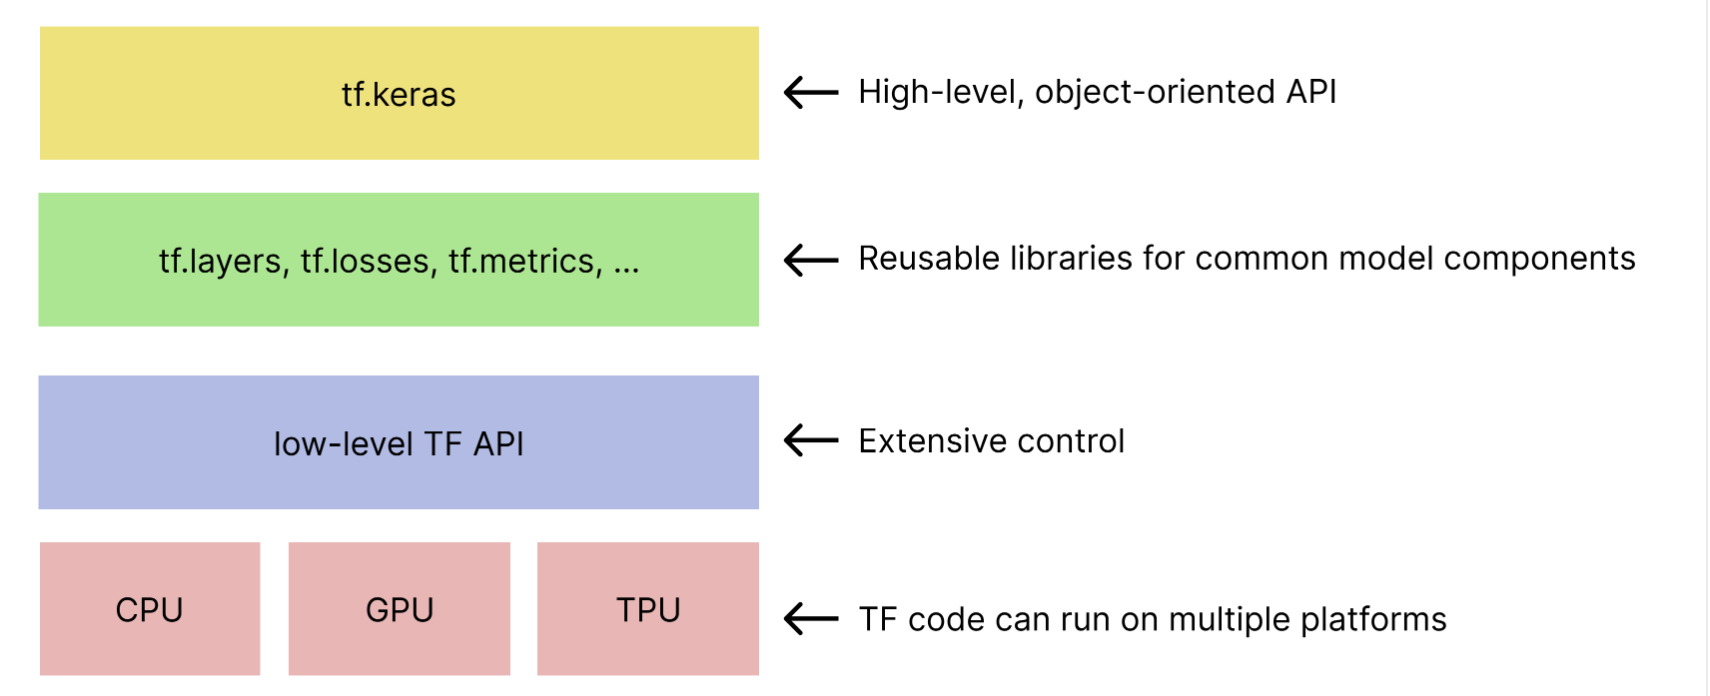 tf.keras
High-level, object-oriented API
tf.layers, tf.losses, tf.metrics, ...
Reusable libraries for common model components
low-level TF API
Extensive control
CPU
GPU
TPU
TF code can run on multiple platforms